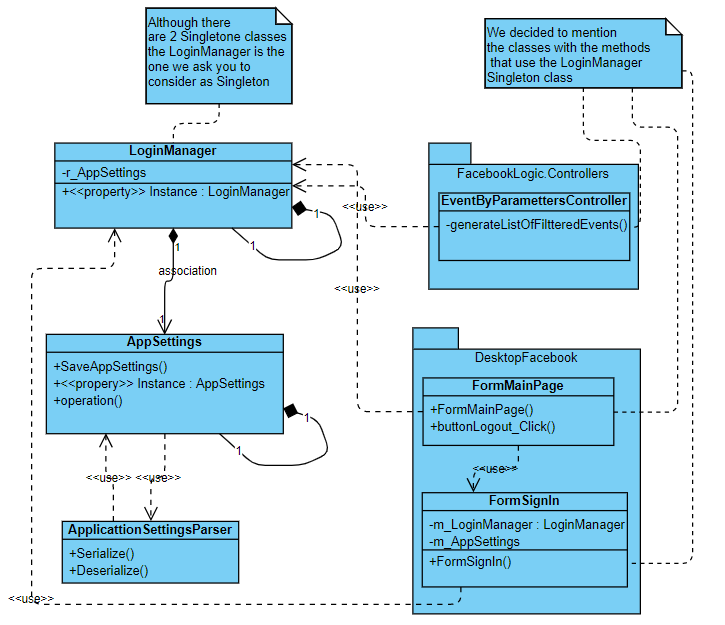 Although there
are 2 Singletone classes
the LoginManager is the
one we ask you to
consider as Singleton
We decided to mention
the classes with the methods
that use the LoginManager
Singleton class
LoginManager
-r_AppSettings
+<<property>> Instance : LoginManager
1
1
1
association
1
<<use>>
<<use>>
FacebookLogic.Controllers
EventByParamettersController
-generateListOfFilltteredEvents()
AppSettings
+SaveAppSettings()
+<<propery>> Instance : AppSettings
+operation()
1
1
<<use>>
<<use>>
ApplicattionSettingsParser
+Serialize()
+Deserialize()
<<use>>
DesktopFacebook
FormMainPage
+FormMainPage()
+buttonLogout_Click()
<<use>>
FormSignIn
-m_LoginManager : LoginManager
-m_AppSettings
+FormSignIn()